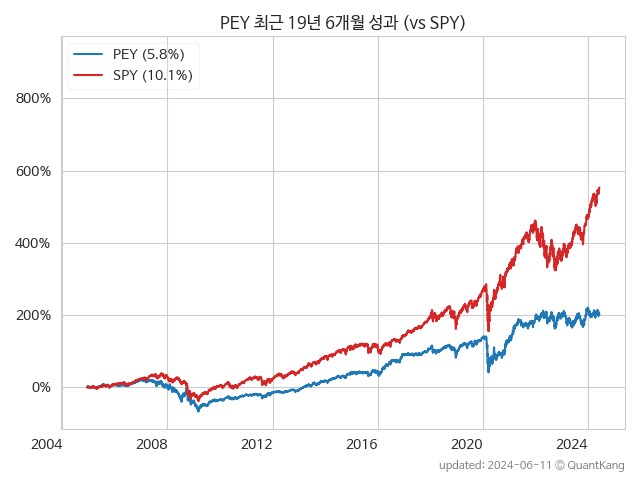 PEY 최근 19년 6개월 성과 (vs SPY)
PEY (5.8%)
SPY (10.1%)
800%
600%
400%
200%
0%
2004 2008 2012 2016 2020 2024
updated: 2024-06-11 © QuantKang